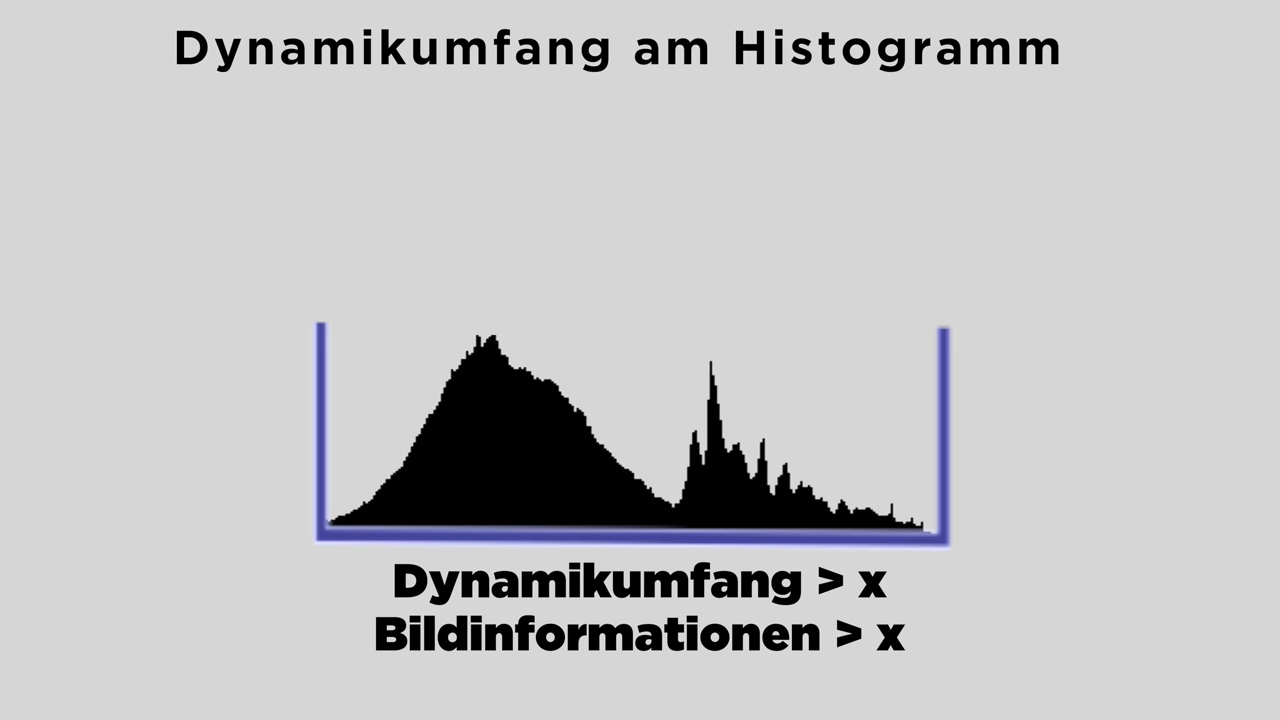 Dynamikumfang am Histogramm
Dynamikumfang > x
Bildinformationen > x